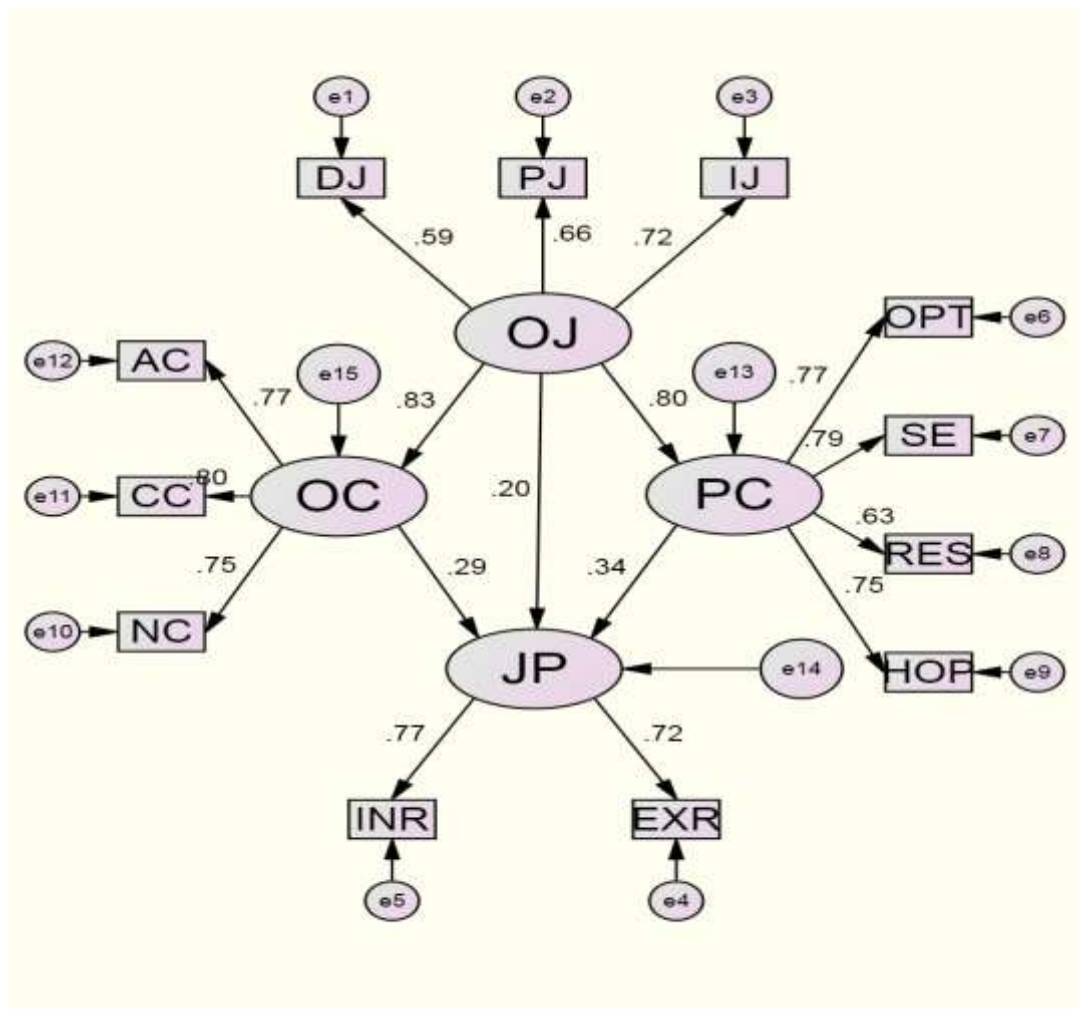 e1 e2 e3
DJ PJ IJ
.59 .66 .72
OJ OPT e6
e12 AC e15 e13
.77 .83 .80 .77
.79 SE e7
e11 CC .80 OC .20 PC
.63
.75 .29 .34 RES e8
.75
e10 NC
JP e14 HOP e9
.77 .72
INR EXR
e5 e4